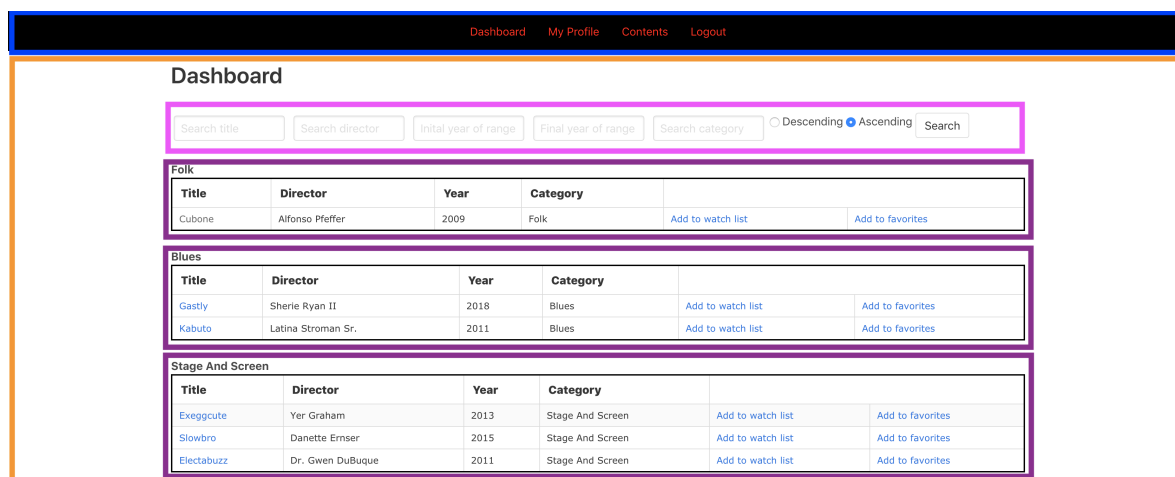 Dashboard My Profile Contents Logout
Dashboard
Search title Search director Inital year of range Final year of range Search category Descending Ascending Search
Folk
Title Director Year Category
Cubone Alfonso Pfeffer 2009 Folk Add to watch list Add to favorites
Blues
Title Director Year Category
Gastly Sherie Ryan II 2018 Blues Add to watch list Add to favorites
Kabuto Latina Stroman Sr. 2011 Blues Add to watch list Add to favorites
Stage And Screen
Title Director Year Category
Exeggcute Yer Graham 2013 Stage And Screen Add to watch list Add to favorites
Slowbro Danette Ernser 2015 Stage And Screen Add to watch list Add to favorites
Electabuzz Dr. Gwen DuBuque 2011 Stage And Screen Add to watch list Add to favorites